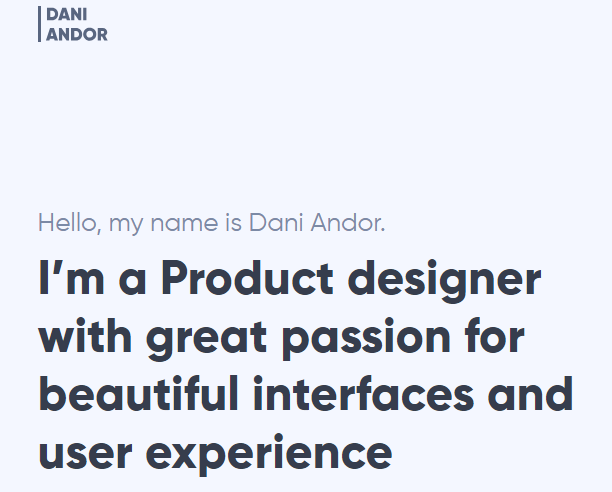 DANI
ANDOR
Hello, my name is Dani Andor.
I’m a Product designer
with great passion for
beautiful interfaces and
user experience